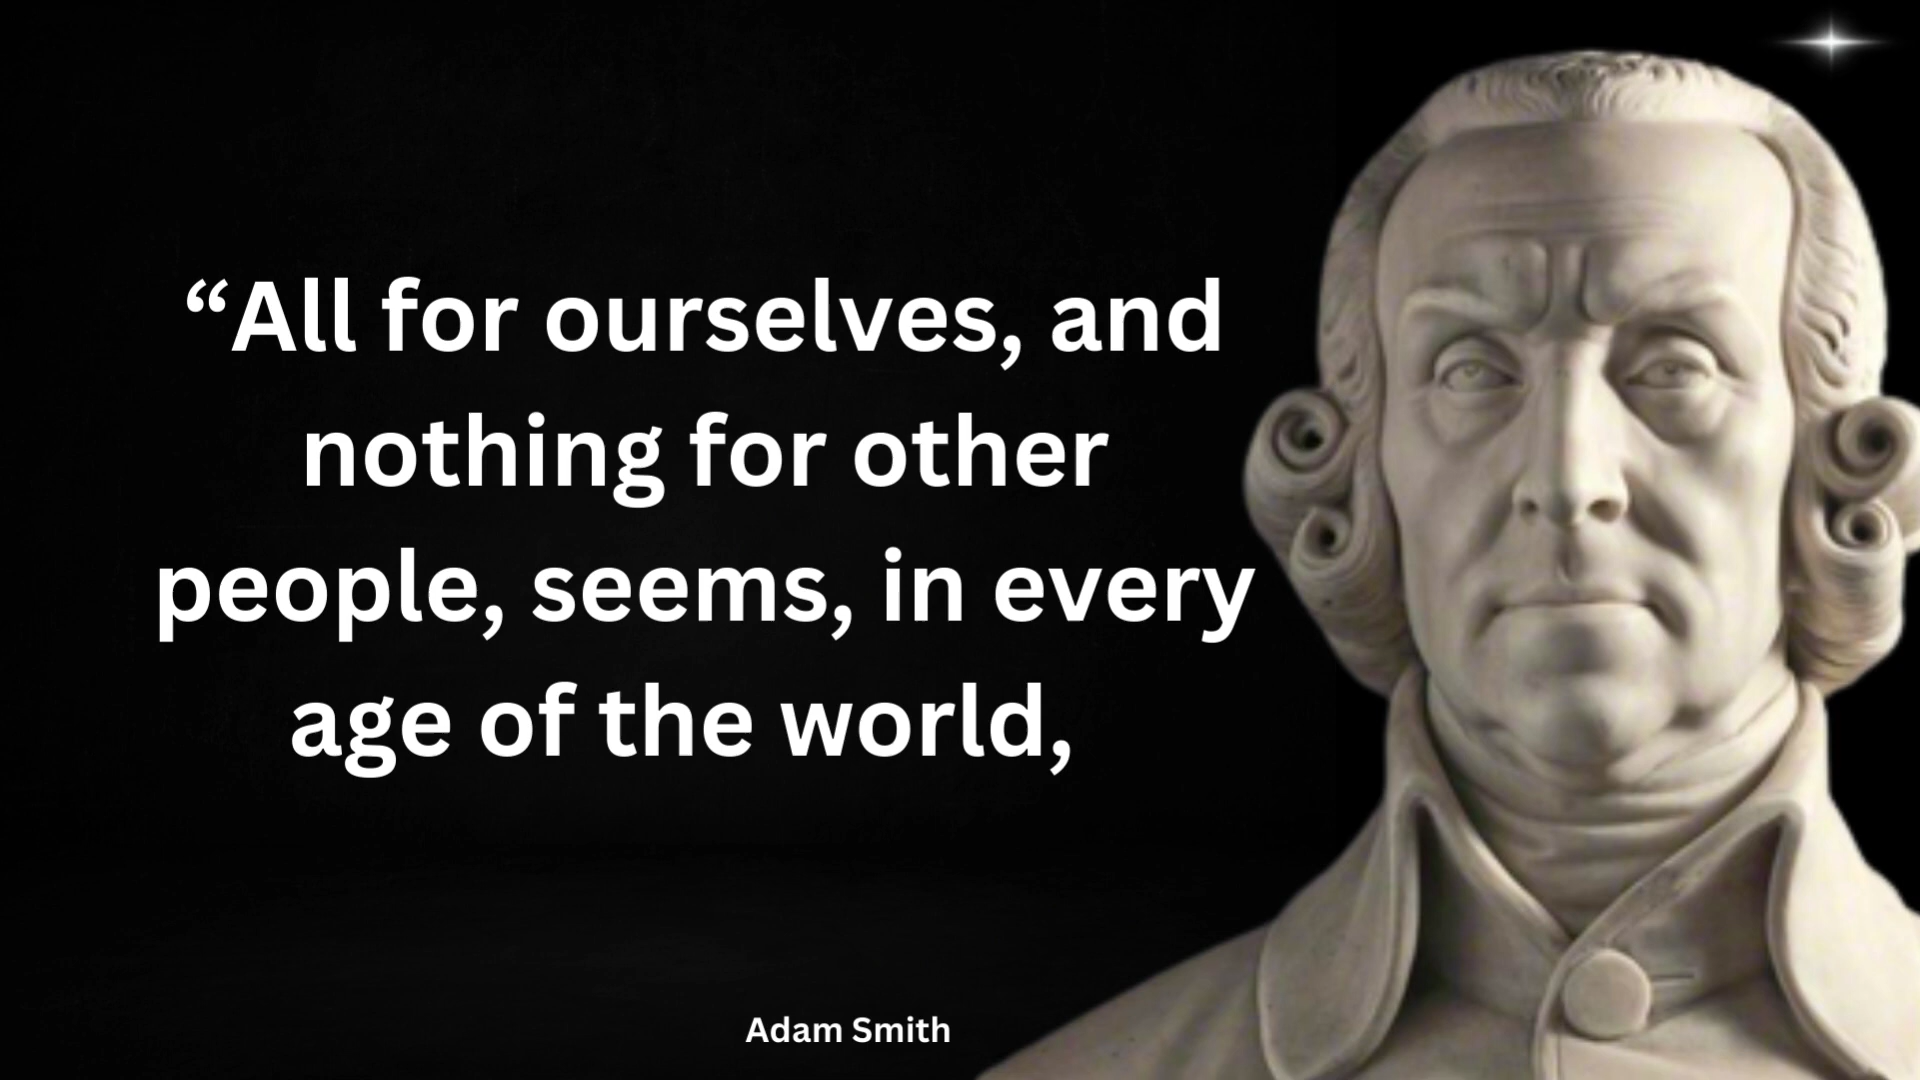 “All for ourselves, and
nothing for other
people, seems, in every
age of the world,
Adam Smith